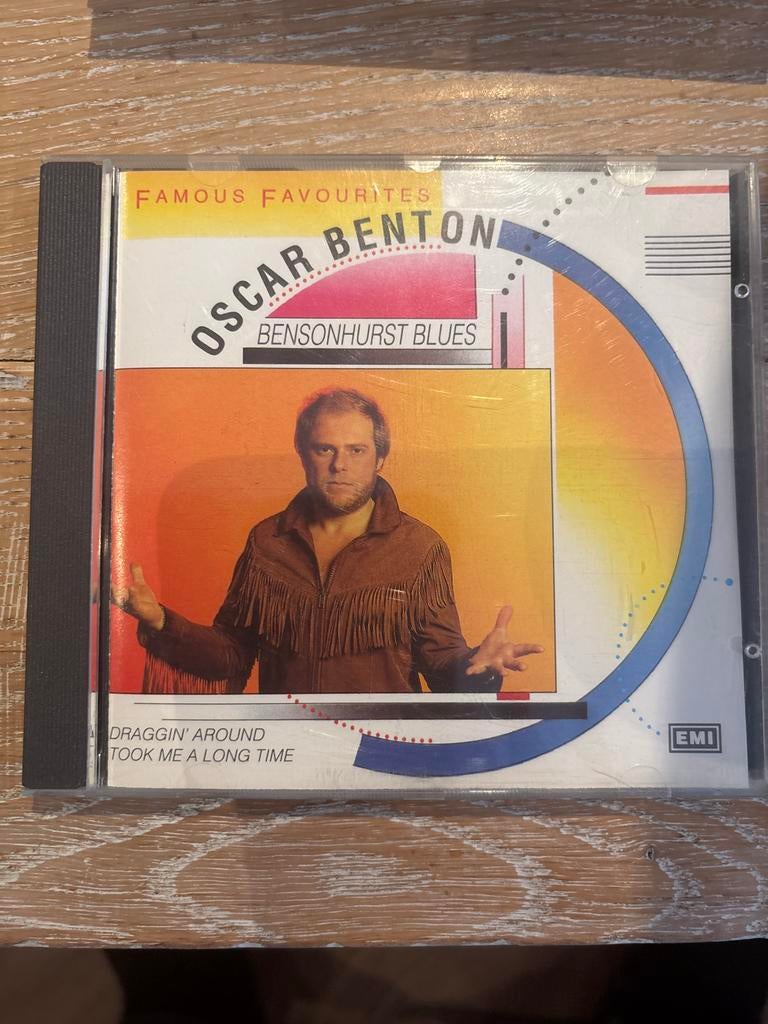 FAMOUS FAVOURITES
OSCAR BENTON
BENSONHURST BLUES
DRAGGIN' AROUND
TOOK ME A LONG TIME
EMI